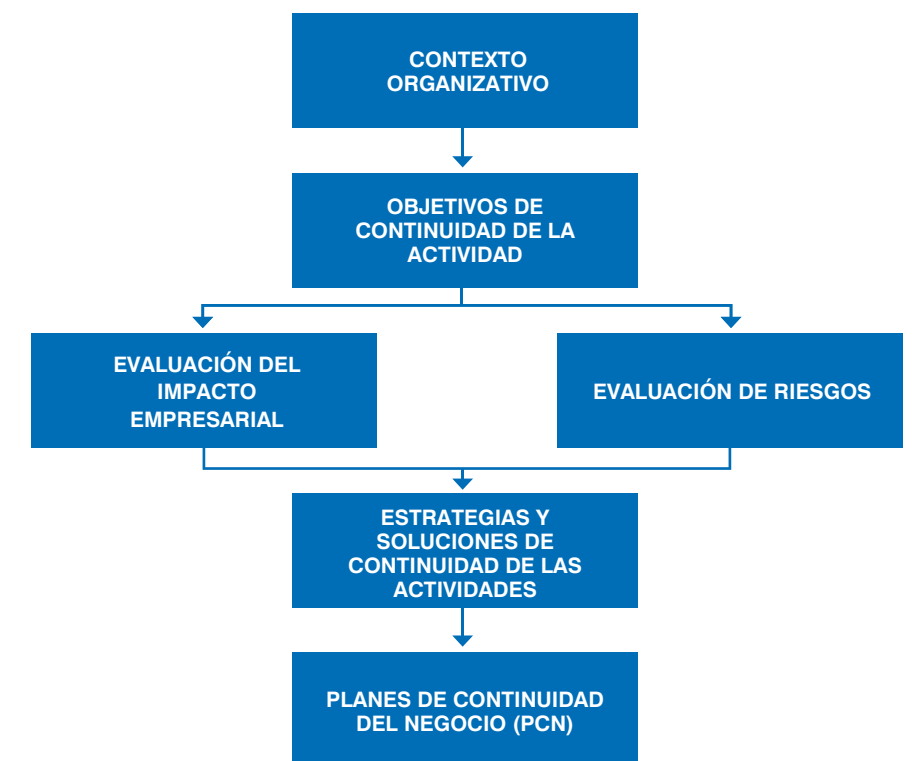 CONTEXTO
ORGANIZATIVO
OBJETIVOS DE
CONTINUIDAD DE LA
ACTIVIDAD
EVALUACIÓN DEL
IMPACTO
EMPRESARIAL
EVALUACIÓN DE RIESGOS
ESTRATEGIAS Y
SOLUCIONES DE
CONTINUIDAD DE LAS
ACTIVIDADES
PLANES DE CONTINUIDAD
DEL NEGOCIO (PCN)